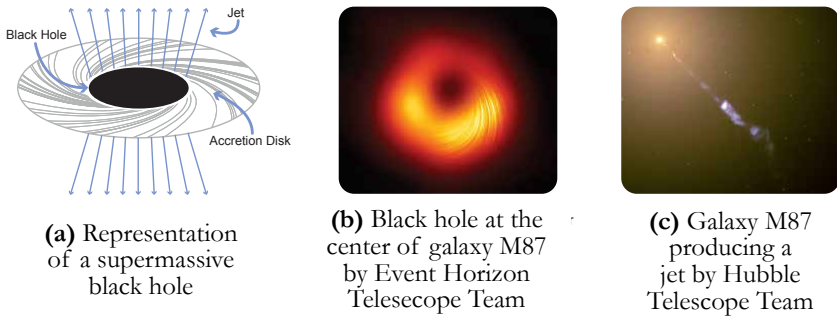 Jet
Black Hole
Accretion Disk
(a) Representation
of a supermassive
black hole
(b) Black hole at the
center of galaxy M87
by Event Horizon
Telesecope Team
(c) Galaxy M87
producing a
jet by Hubble
Telescope Team